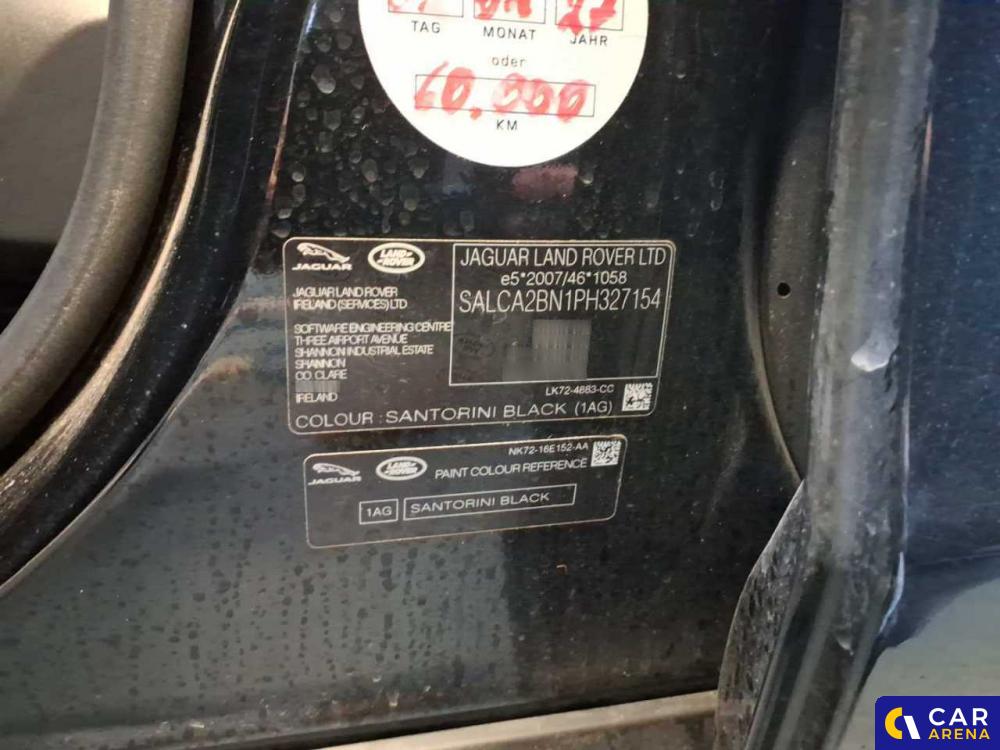 TAG MONAT JAHR
oder
60.000
KM
JAGUAR LAND-ROVER
JAGUAR LAND ROVER LTD
e5*2007/46*1058
SALCA2BN1PH327154
JAGUAR LAND ROVER
IRELAND (SERVICES) LTD
SOFTWARE ENGINEERING CENTRE
THREE AIRPORT AVENUE
SHANNON INDUSTRIAL ESTATE
SHANNON
CO CLARE
IRELAND
LK72-4883-CC
COLOUR : SANTORINI BLACK (1AG)
NK72-16E152-AA
JAGUAR LAND-ROVER PAINT COLOUR REFERENCE
1AG SANTORINI BLACK
CAR
ARENA